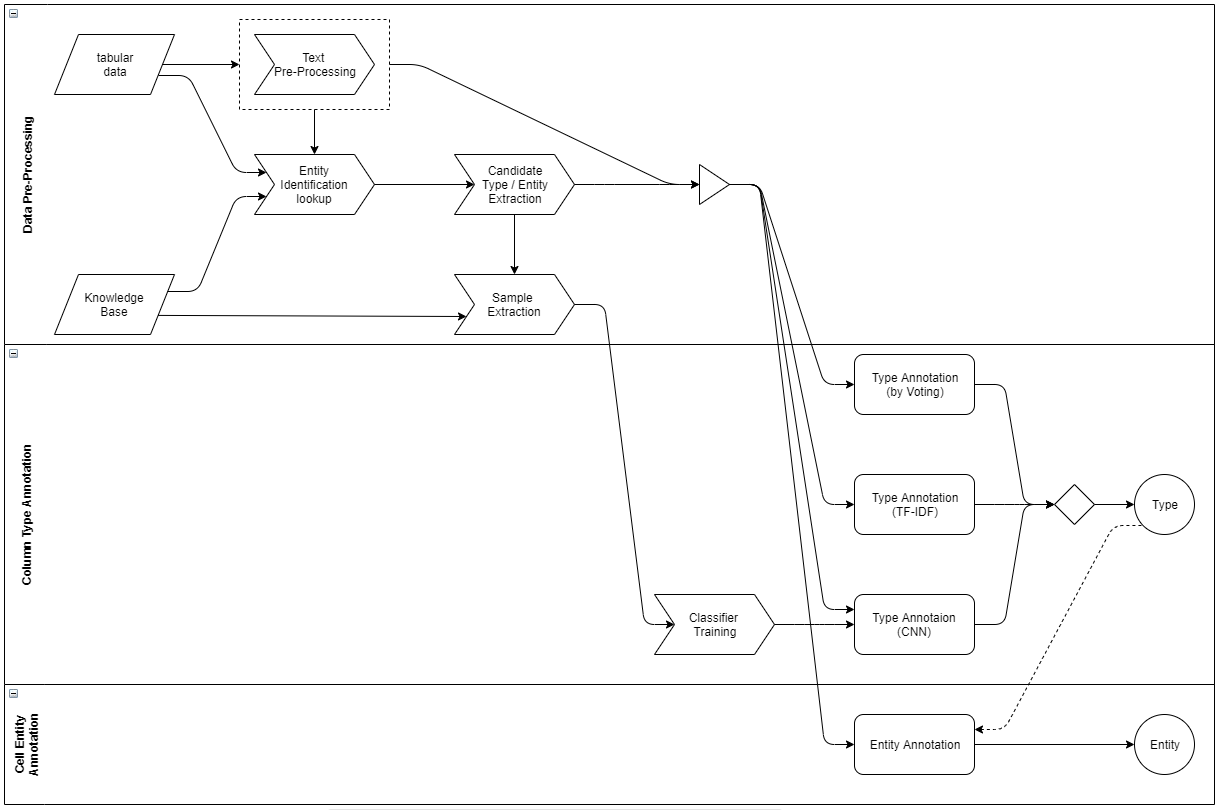 Data Pre-Processing
tabular
data
Text
Pre-Processing
Entity
Identification
lookup
Candidate
Type / Entity
Extraction
Knowledge
Base
Sample
Extraction
Column Type Annotation
Type Annotation
(by Voting)
Type Annotation
(TF-IDF)
Type
Classifier
Training
Type Annotaion
(CNN)
Cell Entity
Annotation
Entity Annotation
Entity